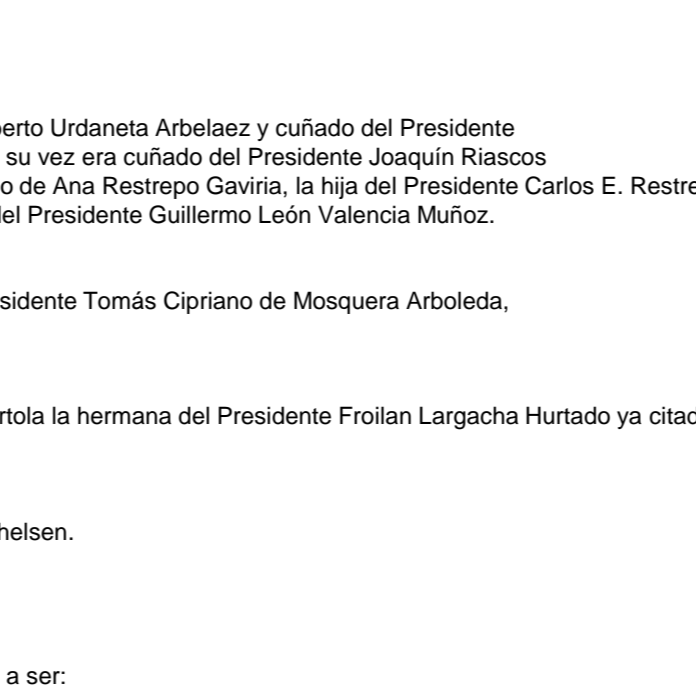 erto Urdaneta Arbelaez y cuñado del Presidente
su vez era cuñado del Presidente Joaquín Riascos
o de Ana Restrepo Gaviria, la hija del Presidente Carlos E. Restre
el Presidente Guillermo León Valencia Muñoz.
sidente Tomás Cipriano de Mosquera Arboleda,
rtola la hermana del Presidente Froilan Largacha Hurtado ya citad
helsen.
a ser: